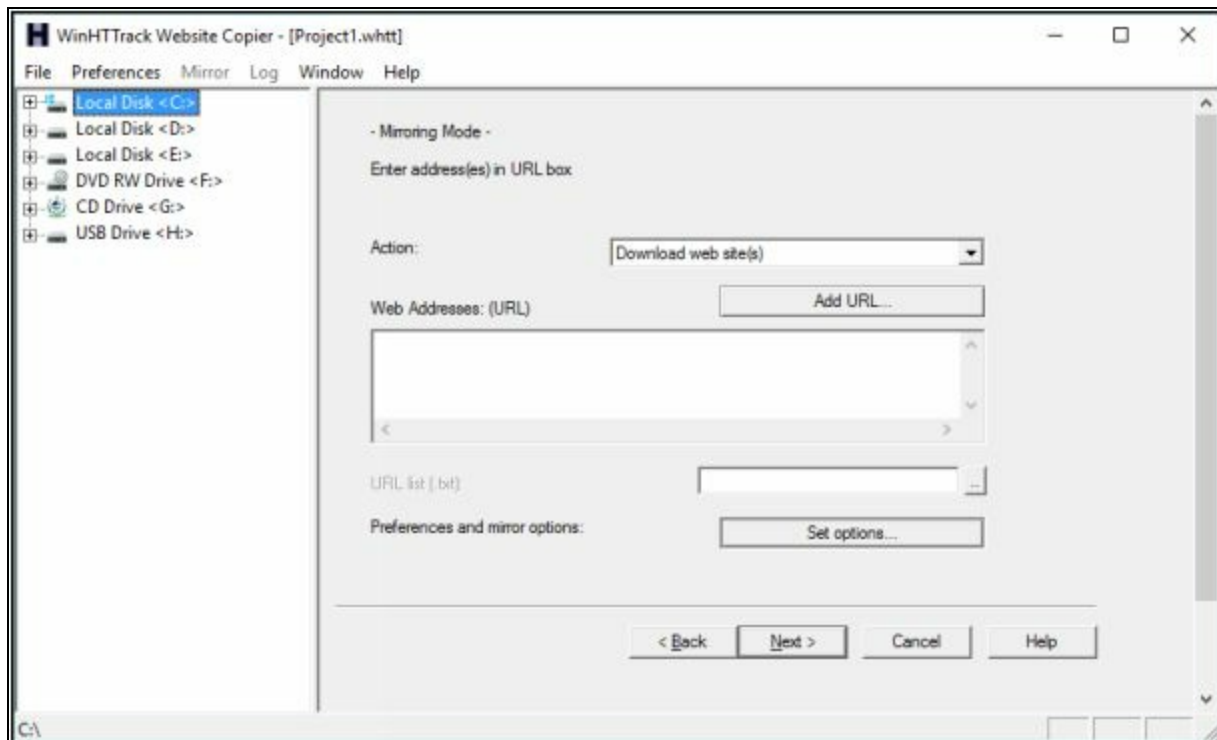 WinHTTrack Website Copier - [Project1.whtt]
File Preferences Mirror Log Window Help
Local Disk <C:>
Local Disk <D:>
Local Disk <E:>
DVD RW Drive <F:>
CD Drive <G:>
USB Drive <H:>
- Mirroring Mode -
Enter address(es) in URL box
Action:
Download web site(s)
Web Addresses: (URL)
Add URL...
URL list (.txt)
...
Preferences and mirror options:
Set options...
< Back Next > Cancel Help
C:\